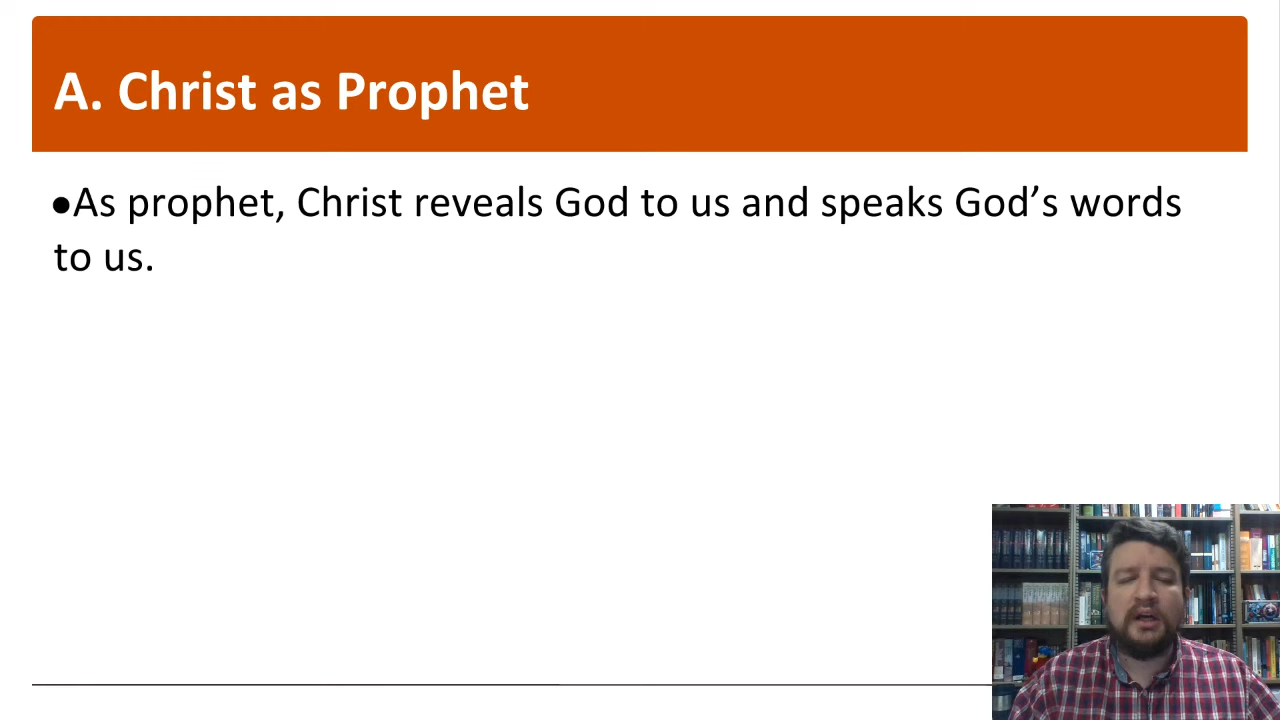 A. Christ as Prophet
●As prophet, Christ reveals God to us and speaks God’s words
to us.